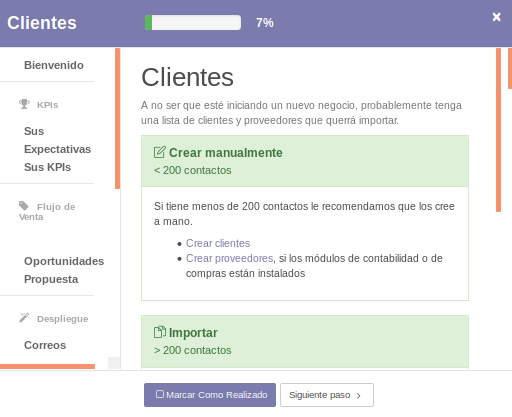 Clientes
7%
×
Bienvenido
KPIs
Sus
Expectativas
Sus KPIs
Flujo de
Venta
Oportunidades
Propuesta
Despliegue
Correos
Clientes
A no ser que esté iniciando un nuevo negocio, probablemente tenga
una lista de clientes y proveedores que querrá importar.
Crear manualmente
< 200 contactos
Si tiene menos de 200 contactos le recomendamos que los cree
a mano.
• Crear clientes
• Crear proveedores, si los módulos de contabilidad o de
compras están instalados
Importar
> 200 contactos
Marcar Como Realizado
Siguiente paso >